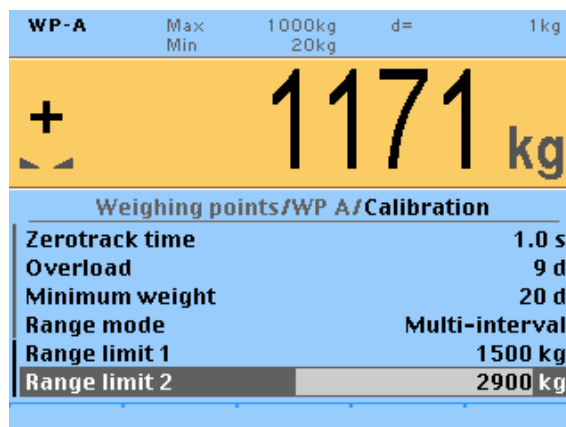 WP-A Max 1000kg d= 1kg
Min 20kg
+ 1171 kg
Weighing points/WP A/Calibration
Zerotrack time 1.0 s
Overload 9 d
Minimum weight 20 d
Range mode Multi-interval
Range limit 1 1500 kg
Range limit 2 2900 kg